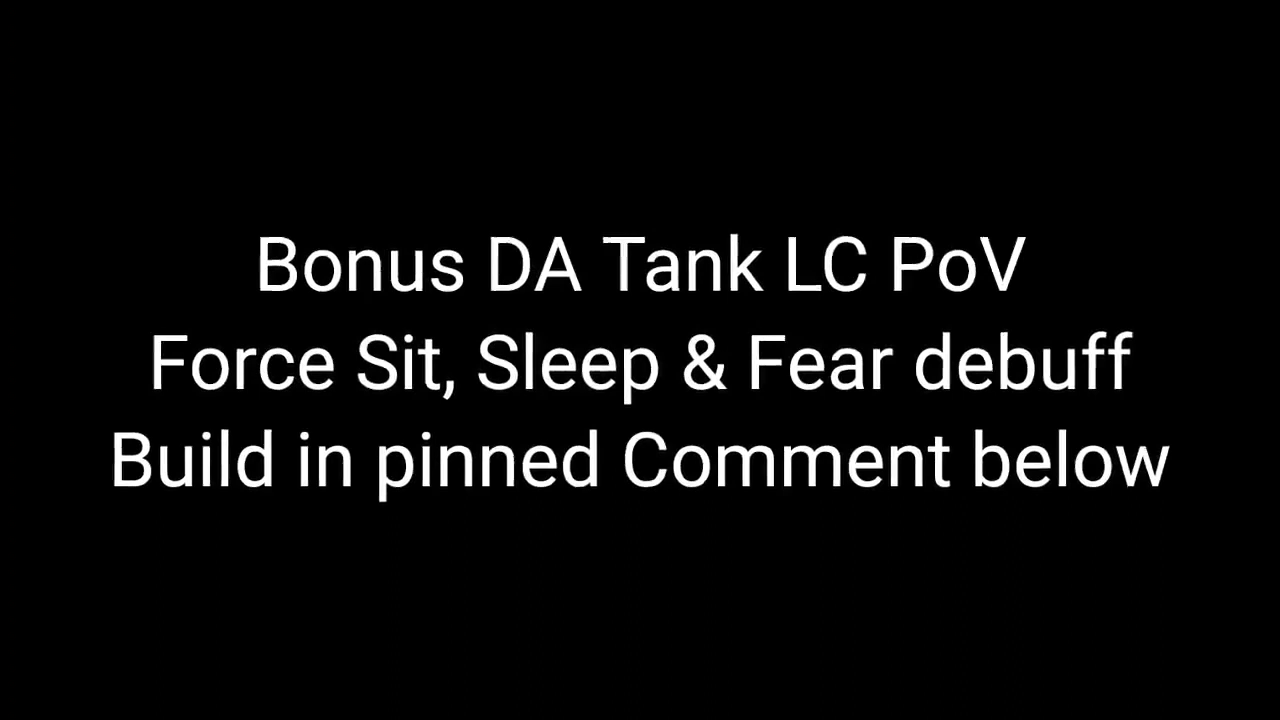 Bonus DA Tank LC PoV
Force Sit, Sleep & Fear debuff
Build in pinned Comment below